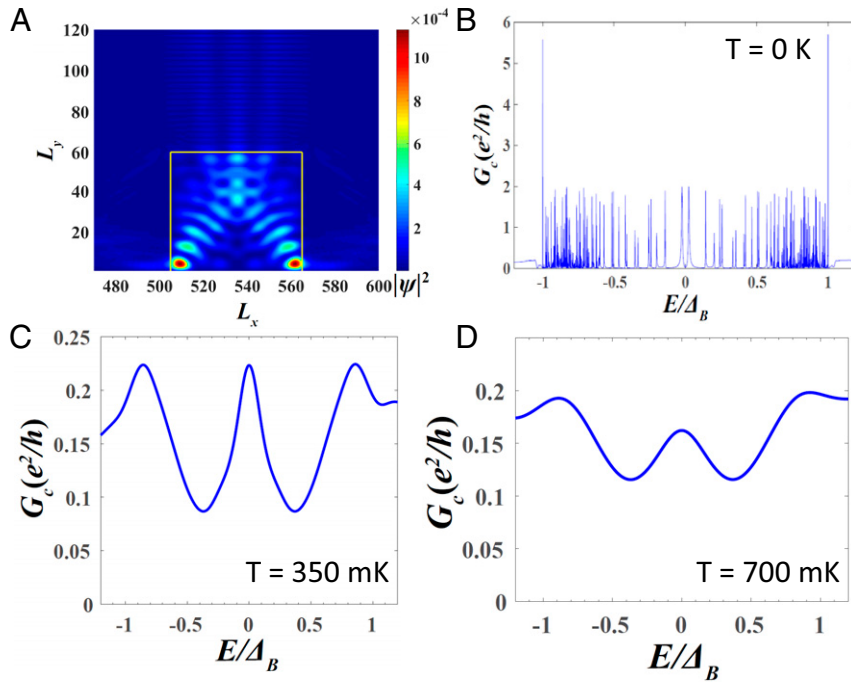 A
×10⁻⁴
120
100
80
60
40
20
L_y
480 500 520 540 560 580 600
L_x
10
8
6
4
2
|ψ|²
B
T = 0 K
6
5
4
3
2
1
0
G_c(e²/h)
-1 -0.5 0 0.5 1
E/Δ_B
C
0.25
0.2
0.15
0.1
0.05
0
G_c(e²/h)
T = 350 mK
-1 -0.5 0 0.5 1
E/Δ_B
D
0.2
0.15
0.1
0.05
0
G_c(e²/h)
T = 700 mK
-1 -0.5 0 0.5 1
E/Δ_B